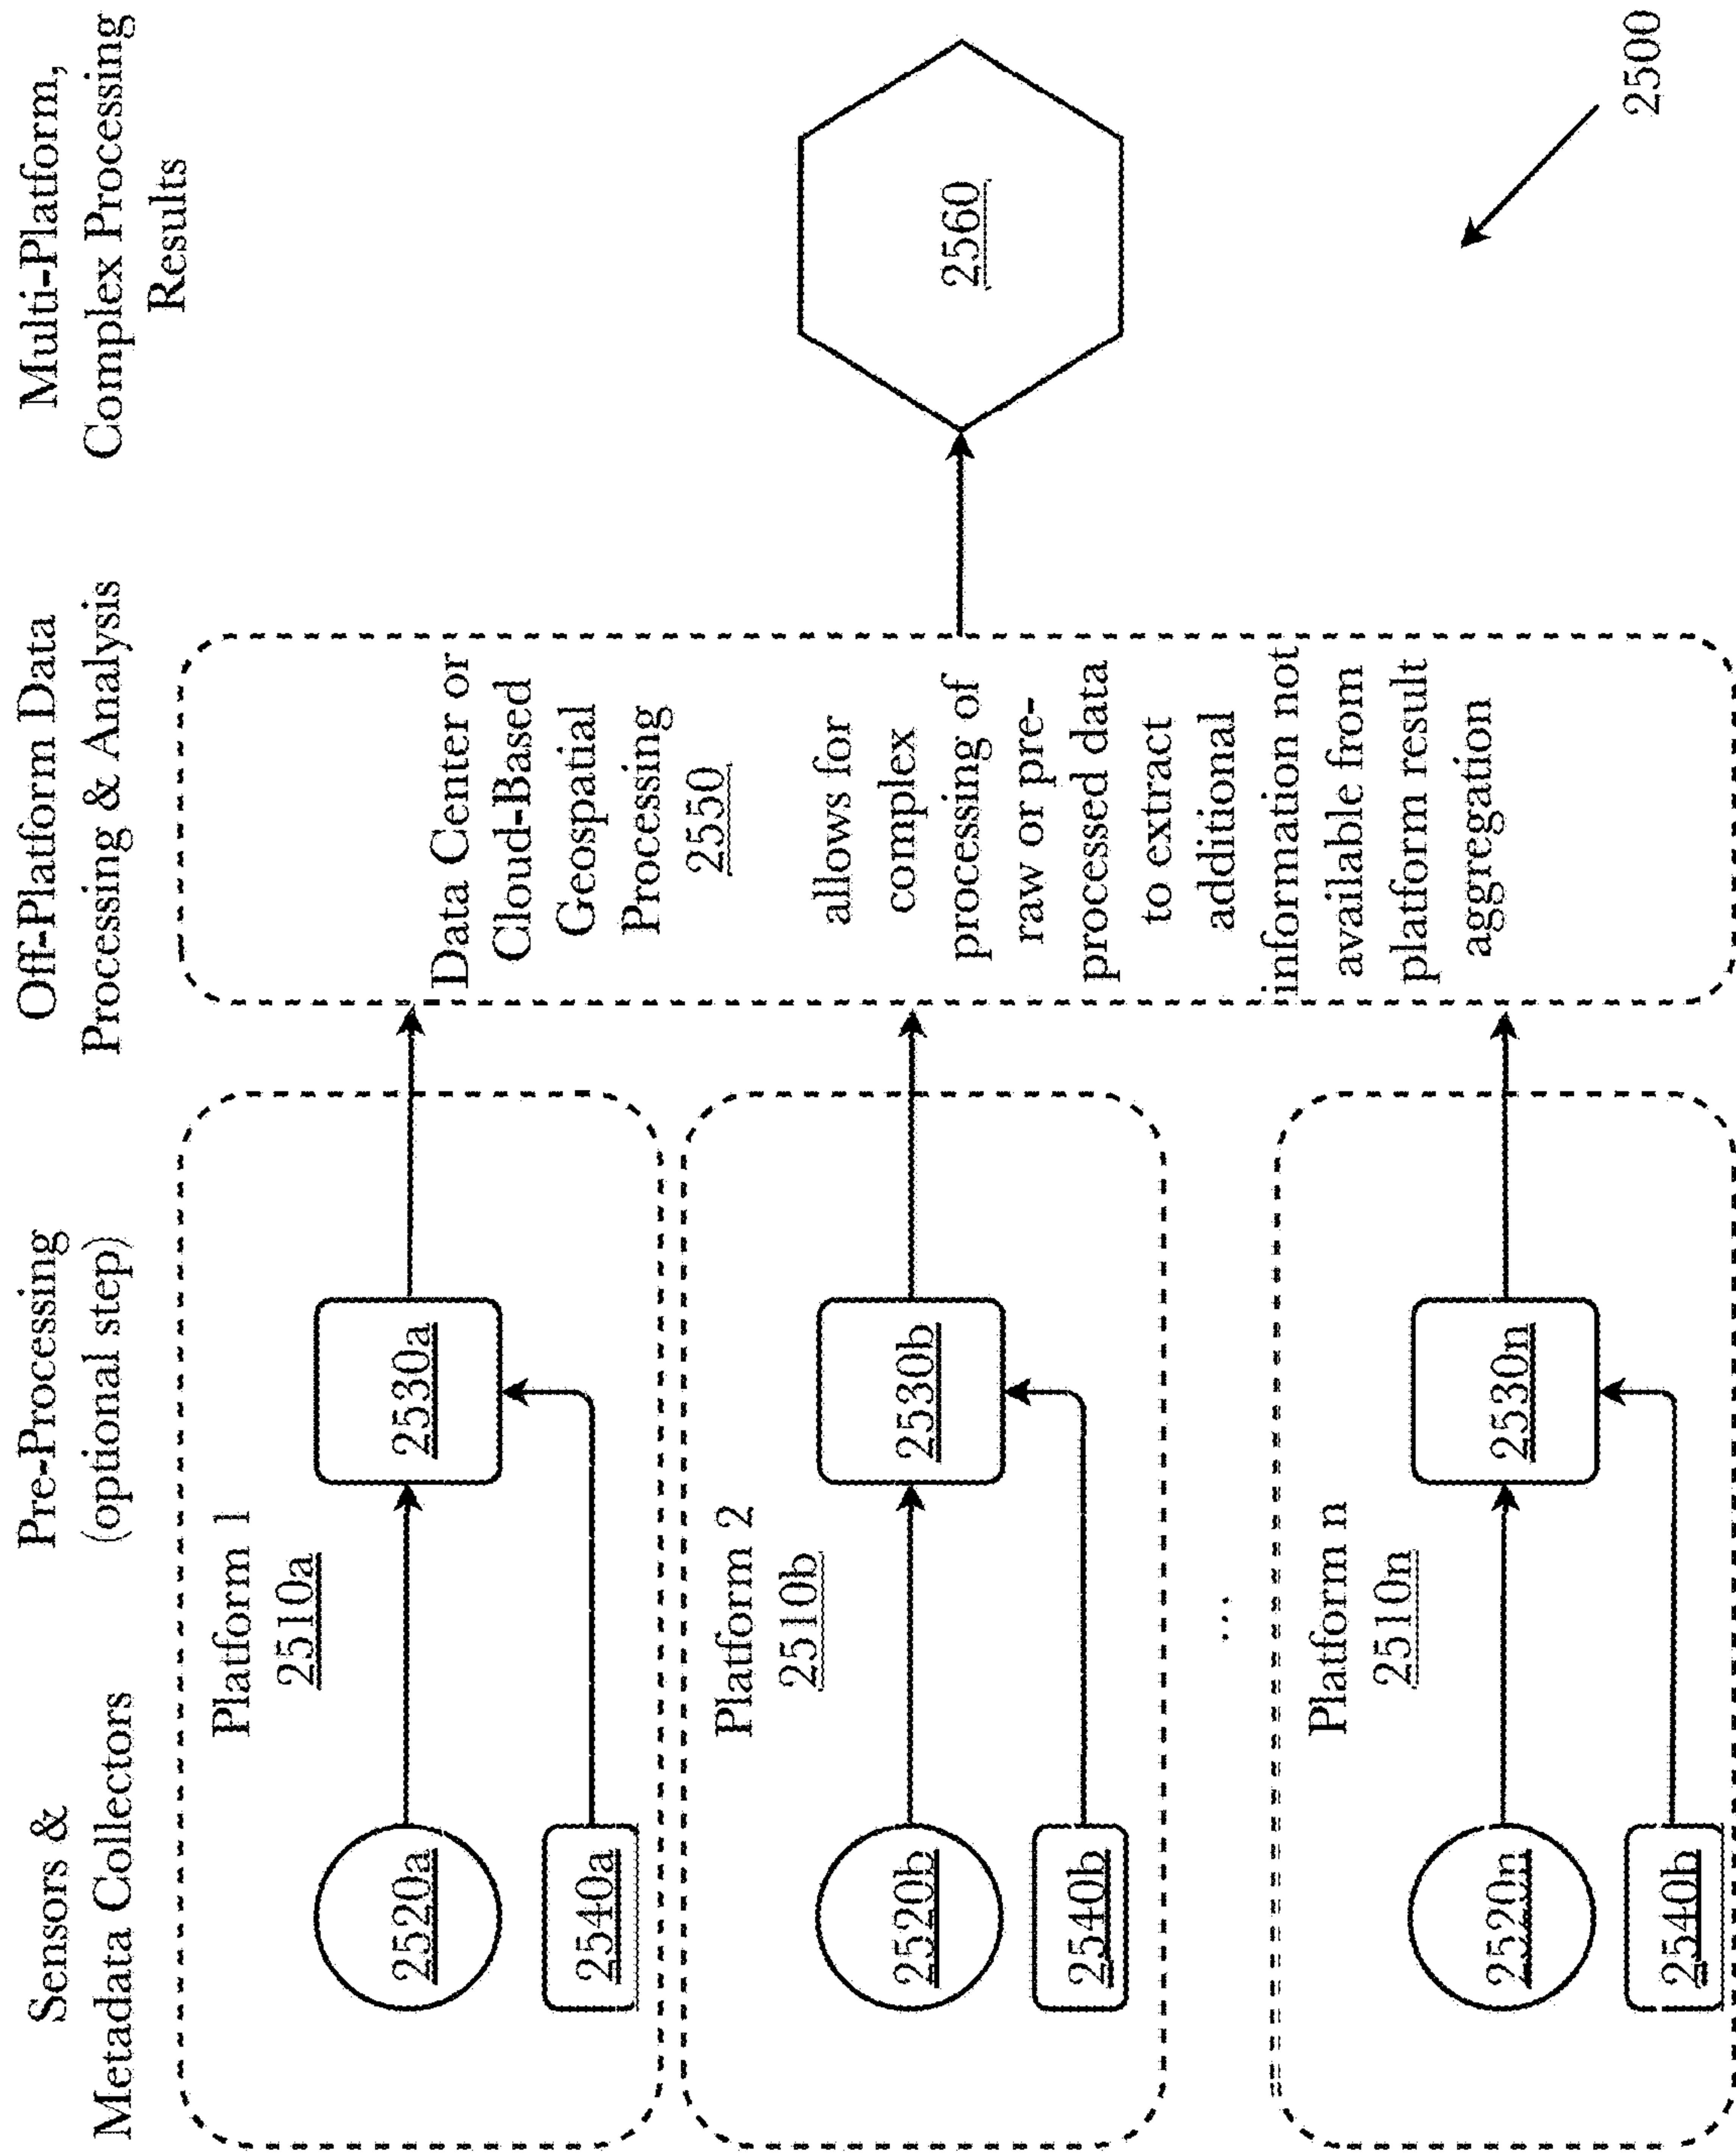 Sensors &
Metadata Collectors
Pre-Processing
(optional step)
Off-Platform Data
Processing & Analysis
Multi-Platform,
Complex Processing
Results
Platform 1
2510a
2520a
2530a
2540a
Platform 2
2510b
2520b
2530b
2540b
...
Platform n
2510n
2520n
2530n
2540b
Data Center or
Cloud-Based
Geospatial
Processing
2550
allows for
complex
processing of
raw or pre-
processed data
to extract
additional
information not
available from
platform result
aggregation
2560
2500